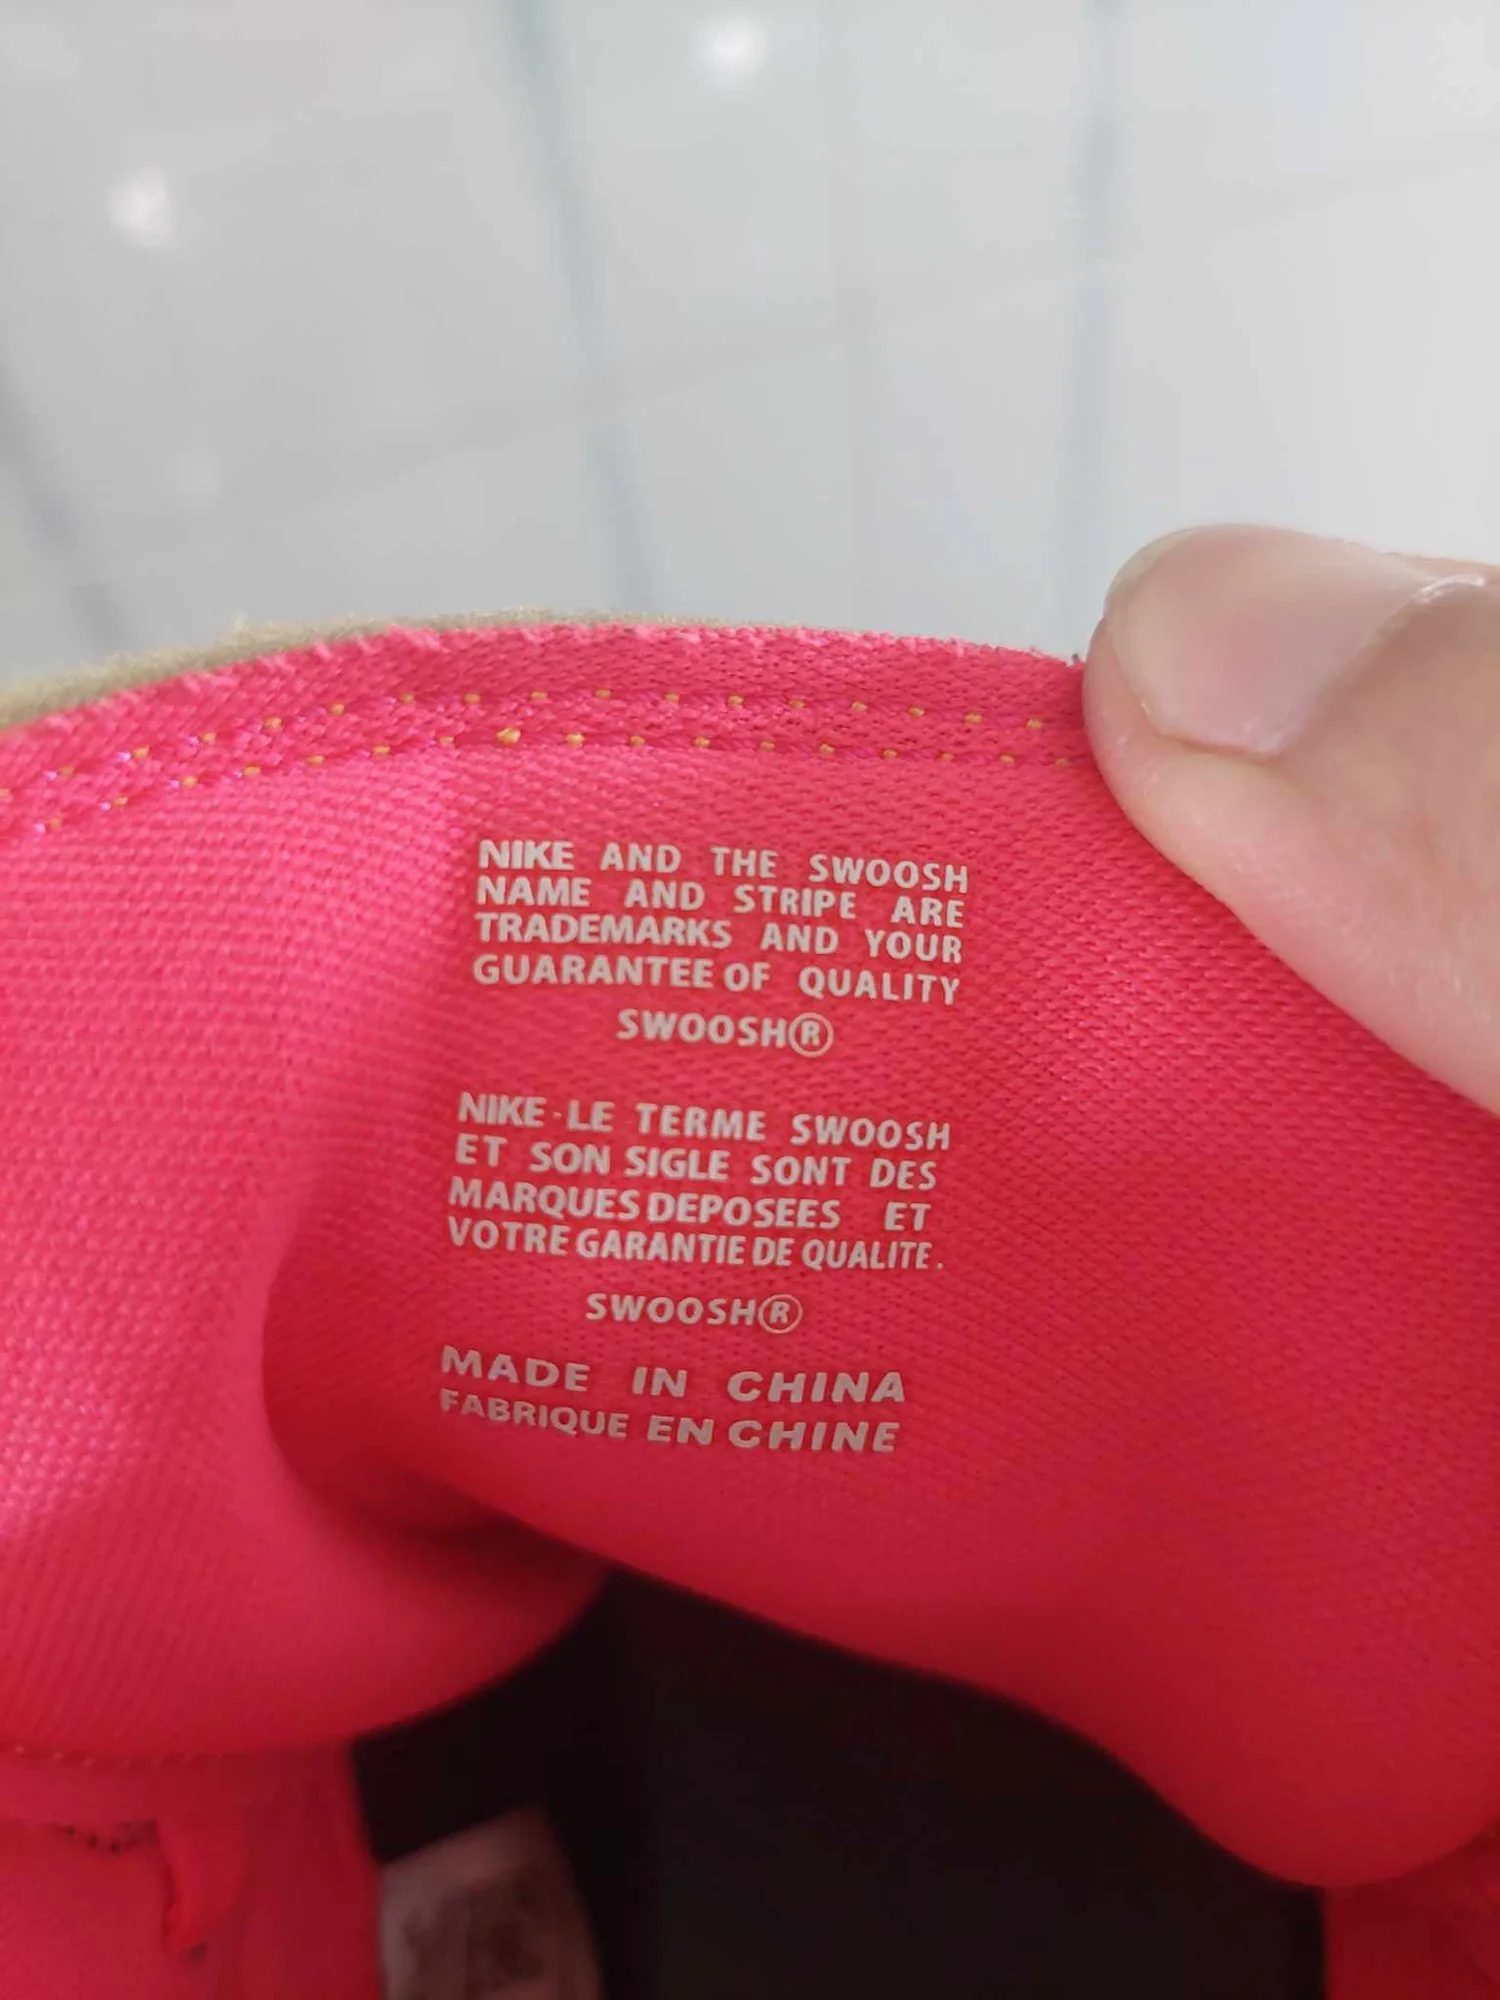 NIKE AND THE SWOOSH
NAME AND STRIPE ARE
TRADEMARKS AND YOUR
GUARANTEE OF QUALITY
SWOOSH®
NIKE·LE TERME SWOOSH
ET SON SIGLE SONT DES
MARQUES DEPOSEES ET
VOTRE GARANTIE DE QUALITE.
SWOOSH®
MADE IN CHINA
FABRIQUE EN CHINE